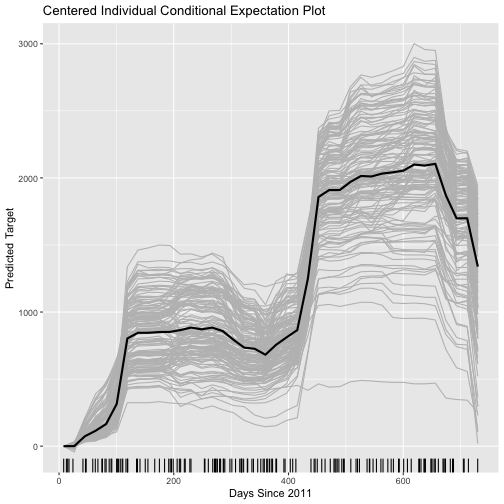 Centered Individual Conditional Expectation Plot
3000
2000
1000
0
Predicted Target
0 200 400 600
Days Since 2011